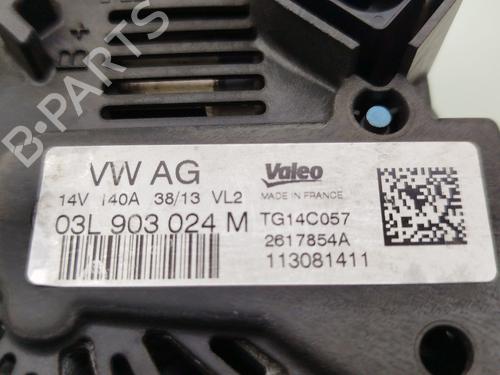 B+
B-PARTS
VW AG
Valeo
14V 140A 38/13 VL2
MADE IN FRANCE
03L 903 024 M
TG14C057
2617854A
113081411